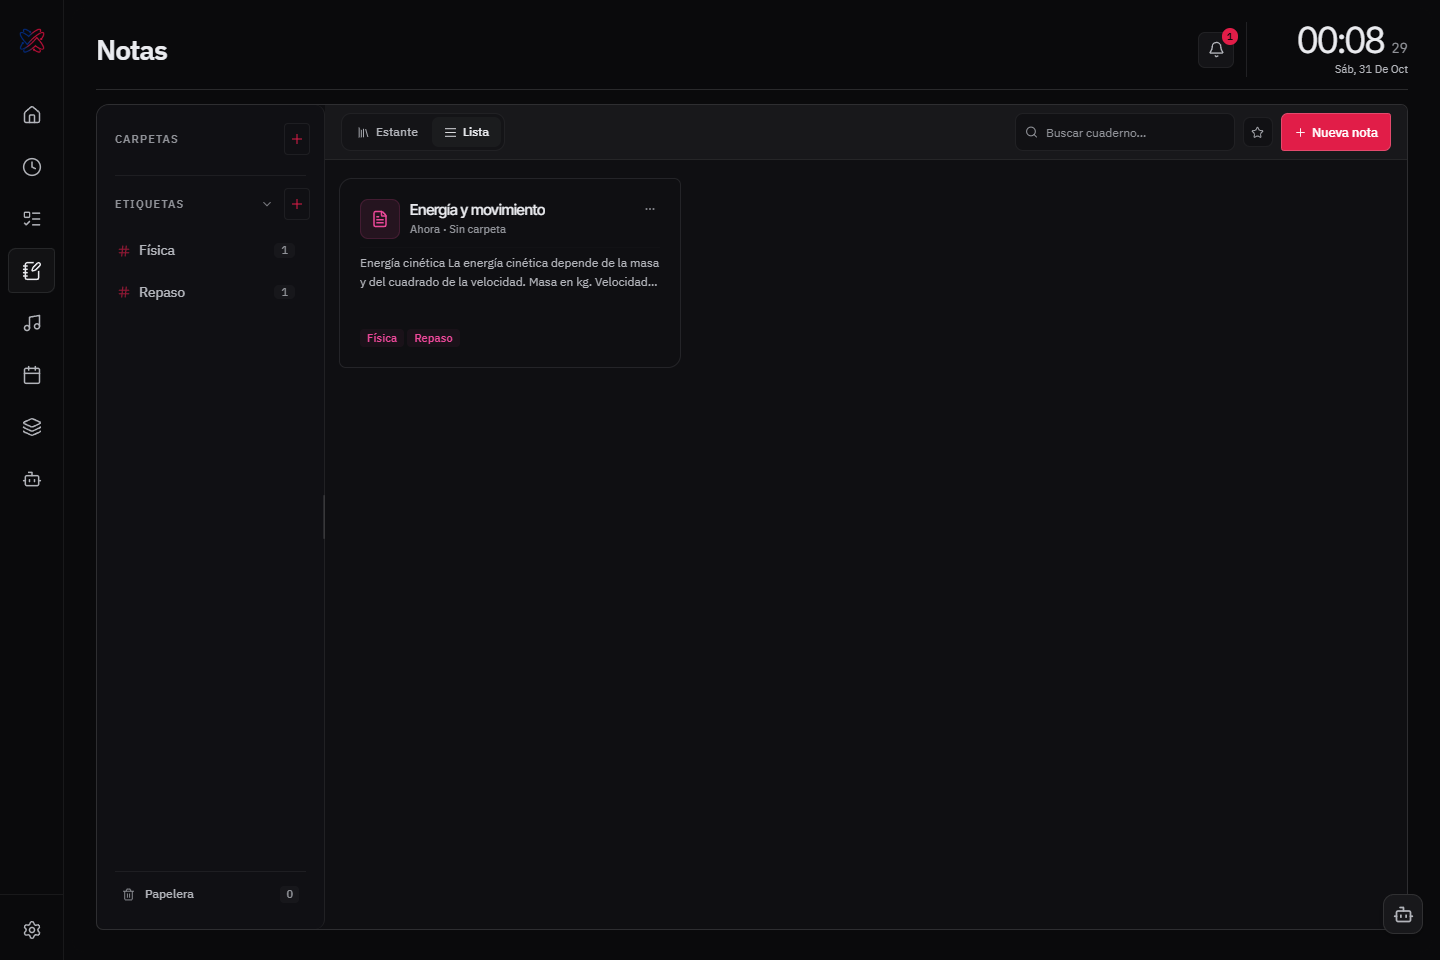 Notas
1
00:08 29
Sáb, 31 De Oct
CARPETAS
Estante
Lista
Buscar cuaderno...
Nueva nota
ETIQUETAS
# Física 1
# Repaso 1
Energía y movimiento
Ahora · Sin carpeta
Energía cinética La energía cinética depende de la masa
y del cuadrado de la velocidad. Masa en kg. Velocidad...
Física Repaso
Papelera 0